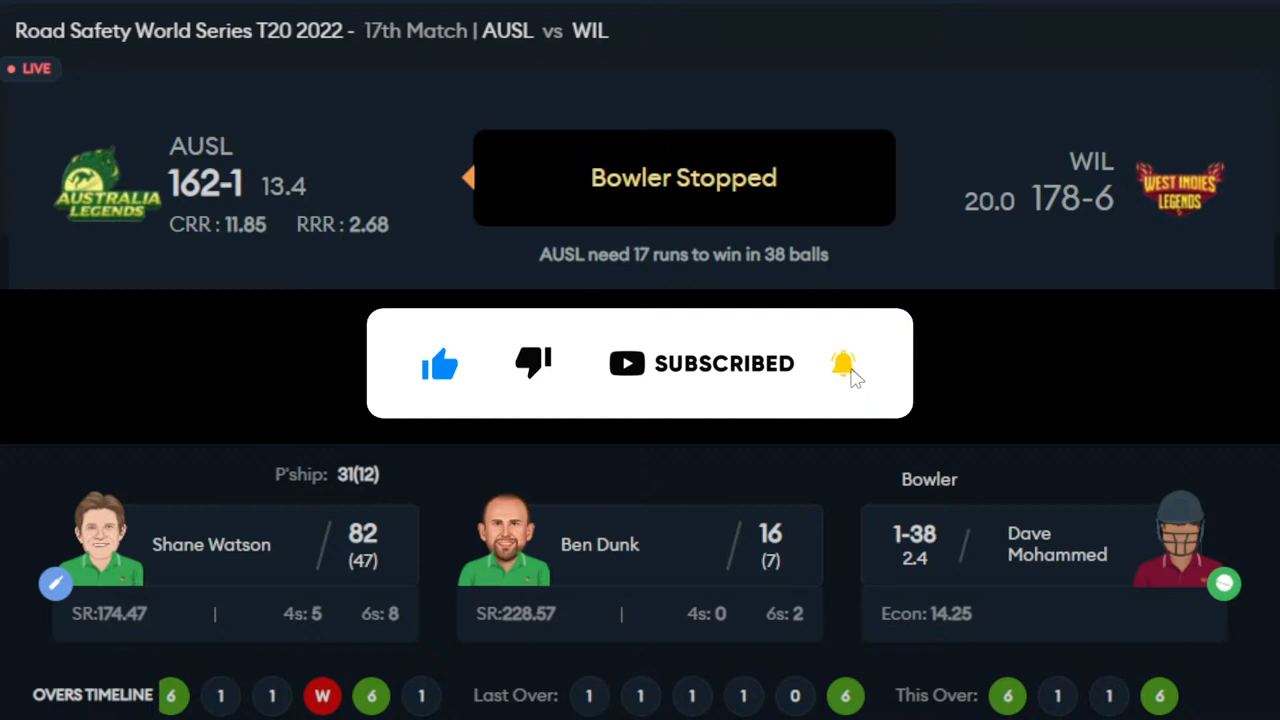 Road Safety World Series T20 2022 - 17th Match | AUSL vs WIL
LIVE
AUSL
162-1 13.4
CRR : 11.85 RRR : 2.68
AUSTRALIA
LEGENDS
Bowler Stopped
AUSL need 17 runs to win in 38 balls
WIL
20.0 178-6
WEST INDIES
LEGENDS
SUBSCRIBED
P'ship: 31(12)
Shane Watson
82
(47)
SR:174.47 | 4s: 5 6s: 8
Ben Dunk
16
(7)
SR:228.57 | 4s: 0 6s: 2
Bowler
1-38
2.4
Dave
Mohammed
Econ: 14.25
OVERS TIMELINE 6 1 1 W 6 1 Last Over: 1 1 1 1 0 6 This Over: 6 1 1 6